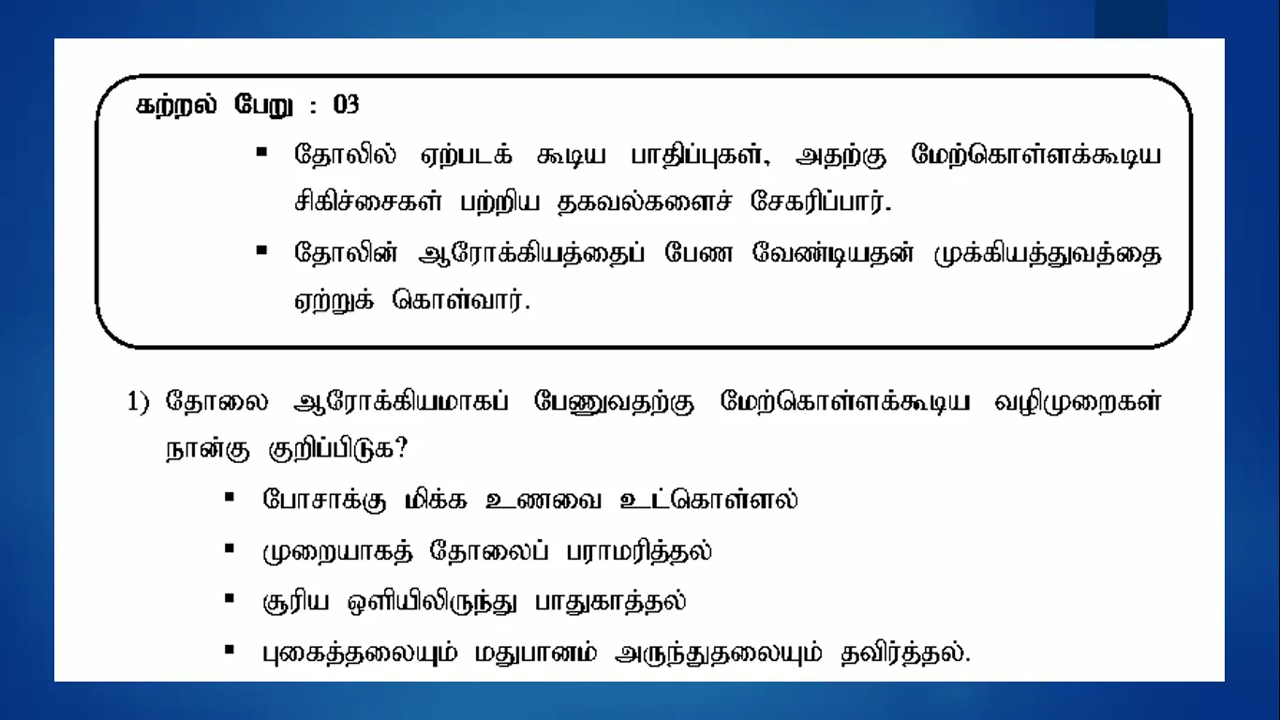 கற்றல் பேறு : 03
▪ தோலில் ஏற்படக் கூடிய பாதிப்புகள், அதற்கு மேற்கொள்ளக்கூடிய
சிகிச்சைகள் பற்றிய தகவல்களைச் சேகரிப்பார்.
▪ தோலின் ஆரோக்கியத்தைப் பேண வேண்டியதன் முக்கியத்துவத்தை
ஏற்றுக் கொள்வார்.
1) தோலை ஆரோக்கியமாகப் பேணுவதற்கு மேற்கொள்ளக்கூடிய வழிமுறைகள்
நான்கு குறிப்பிடுக?
▪ போசாக்கு மிக்க உணவை உட்கொள்ளல்
▪ முறையாகத் தோலைப் பராமரித்தல்
▪ சூரிய ஒளியிலிருந்து பாதுகாத்தல்
▪ புகைத்தலையும் மதுபானம் அருந்துதலையும் தவிர்த்தல்.